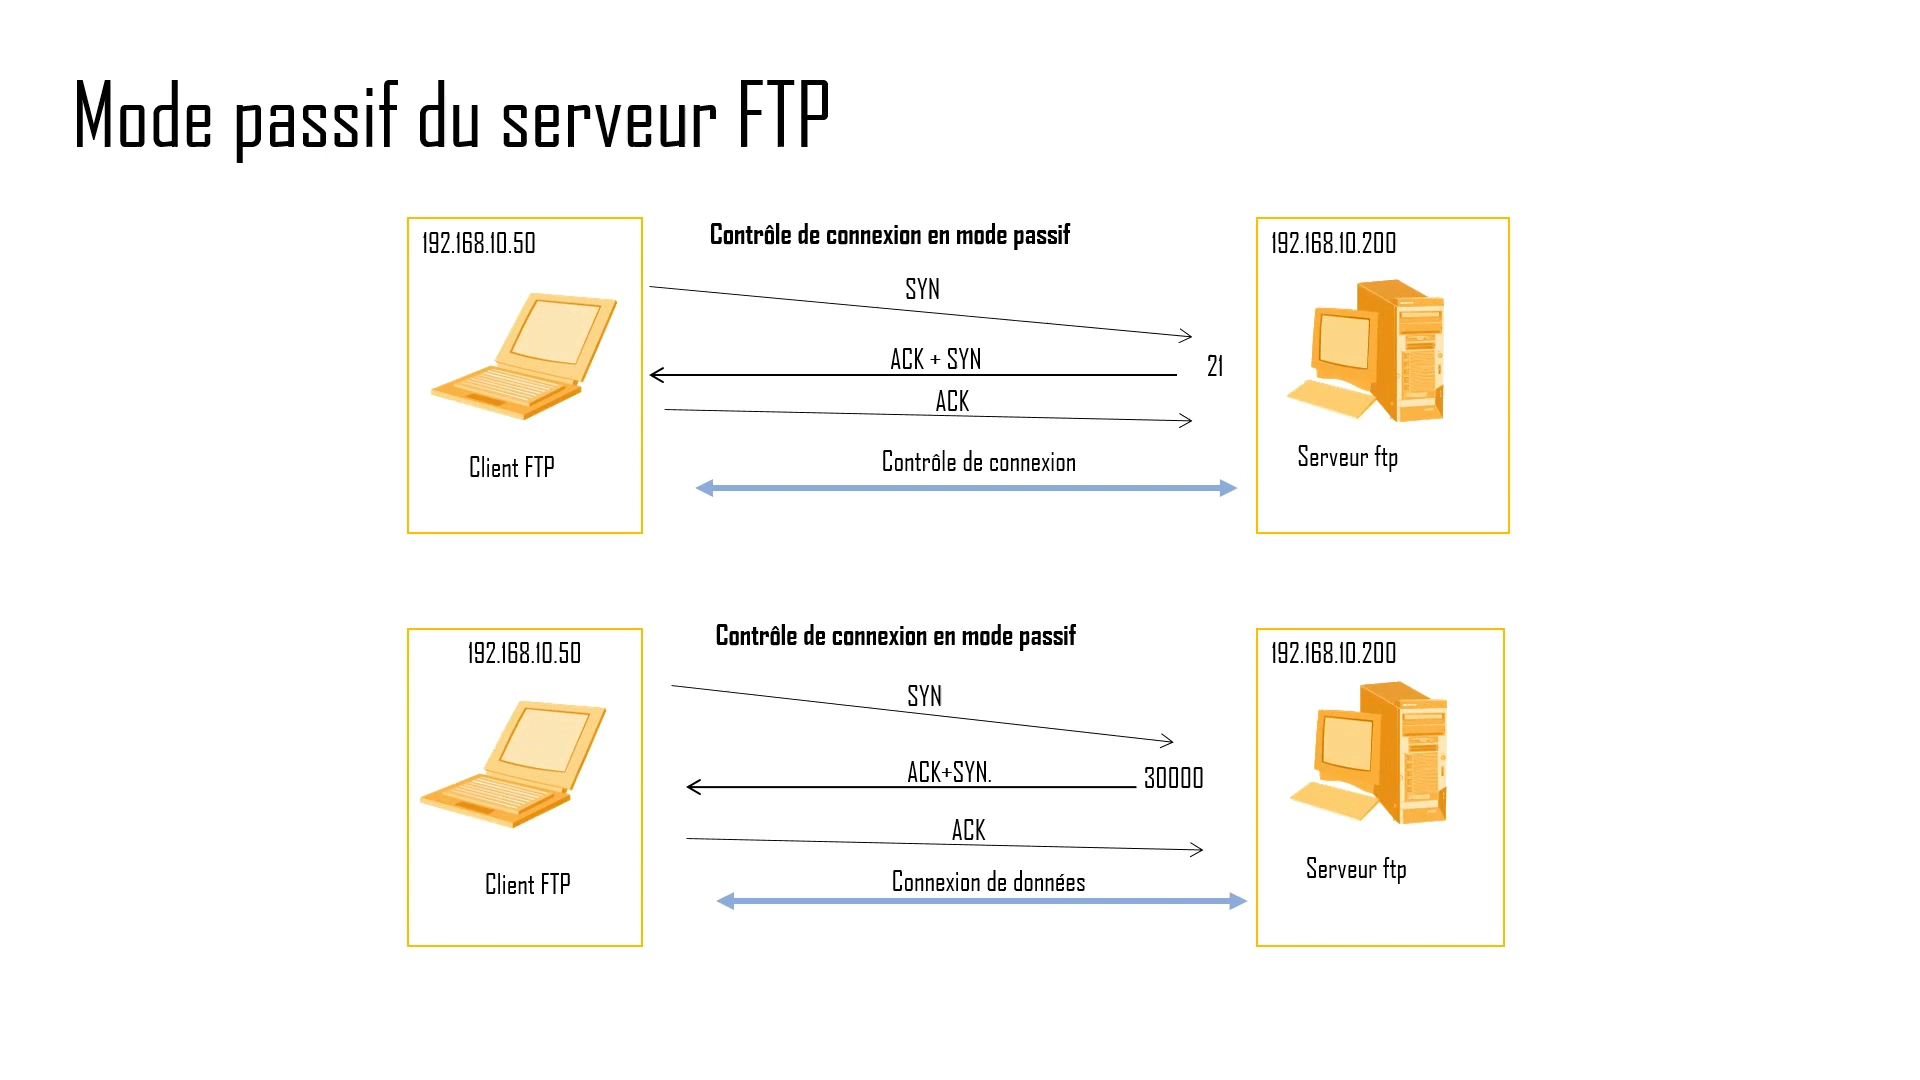 Mode passif du serveur FTP
192.168.10.50
Contrôle de connexion en mode passif
192.168.10.200
SYN
ACK + SYN
21
ACK
Contrôle de connexion
Client FTP
Serveur ftp
192.168.10.50
Contrôle de connexion en mode passif
192.168.10.200
SYN
ACK+SYN.
30000
ACK
Connexion de données
Client FTP
Serveur ftp